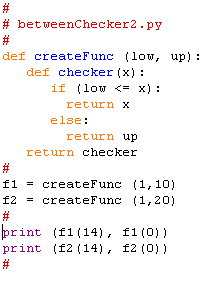 #
# betweenChecker2.py
#
def createFunc (low, up):
   def checker(x):
      if (low <= x):
        return x
      else:
        return up
   return checker
#
f1 = createFunc (1,10)
f2 = createFunc (1,20)
#
print (f1(14), f1(0))
print (f2(14), f2(0))
#